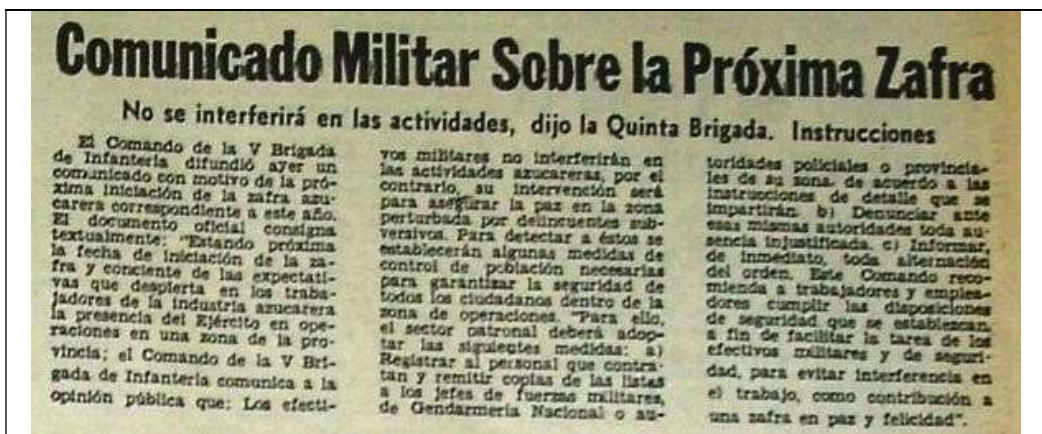 Comunicado Militar Sobre la Próxima Zafra
No se interferirá en las actividades, dijo la Quinta Brigada. Instrucciones
El Comando de la V Brigada
de Infantería difundió ayer un
comunicado con motivo de la pró-
xima iniciación de la zafra azu-
carera correspondiente a este año.
El documento oficial consigna
textualmente: "Estando próxima
la fecha de iniciación de la za-
fra y conciente de las expectati-
vas que despierta en los traba-
jadores de la industria azucarera
la presencia del Ejército en ope-
raciones en una zona de la pro-
vincia; el Comando de la V Bri-
gada de Infantería comunica a la
opinión pública que: Los efecti-
vos militares no interferirán en
las actividades azucareras, por el
contrario, su intervención será
para asegurar la paz en la zona
perturbada por delincuentes sub-
versivos. Para detectar a éstos se
establecerán algunas medidas de
control de población necesarias
para garantizar la seguridad de
todos los ciudadanos dentro de la
zona de operaciones. "Para ello,
el sector patronal deberá adop-
tar las siguientes medidas: a)
Registrar al personal que contra-
tan y remitir copias de las listas
a los jefes de fuerzas militares,
de Gendarmería Nacional o au-
toridades policiales o provincia-
les de su zona, de acuerdo a las
instrucciones de detalle que se
impartirán. b) Denunciar ante
esas mismas autoridades toda au-
sencia injustificada. c) Informar,
de inmediato, toda alternación
del orden. Este Comando reco-
mienda a trabajadores y emplea-
dores cumplir las disposiciones
de seguridad que se establezcan,
a fin de facilitar la tarea de los
efectivos militares y de seguri-
dad, para evitar interferencia en
el trabajo, como contribución a
una zafra en paz y felicidad".